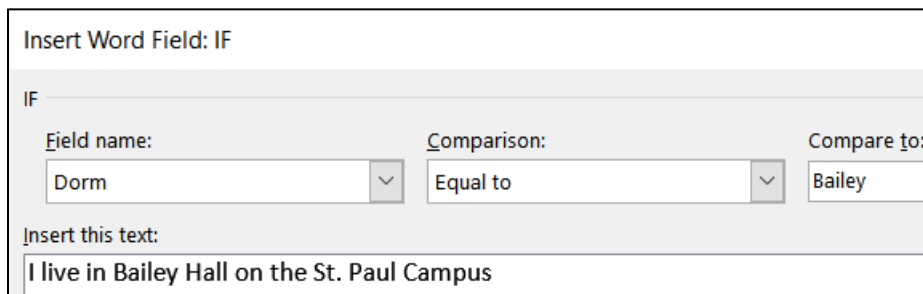 Insert Word Field: IF
IF
Field name: Comparison: Compare to:
Dorm Equal to Bailey
Insert this text:
I live in Bailey Hall on the St. Paul Campus